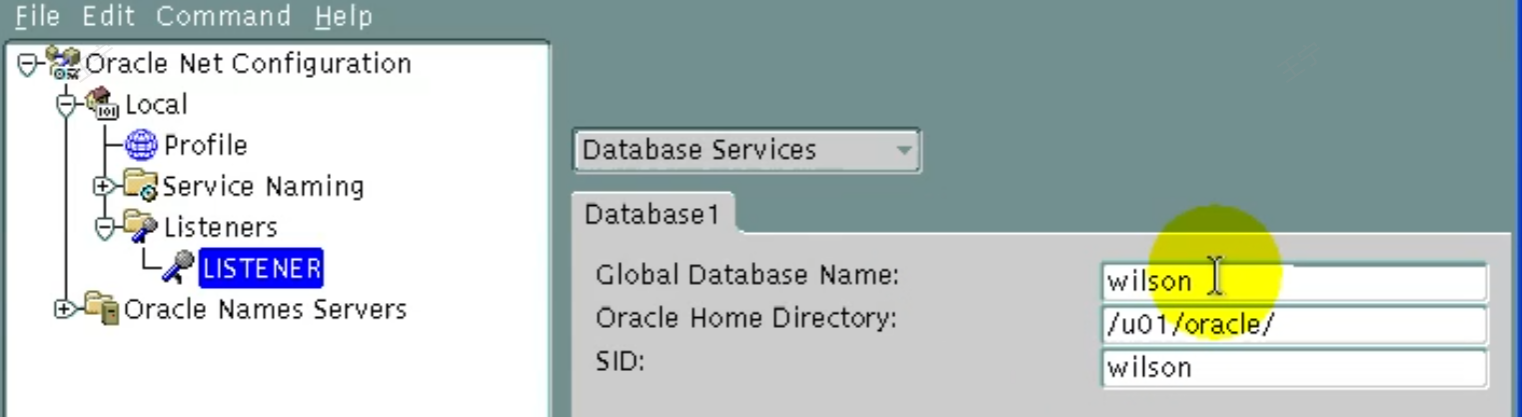 File Edit Command Help
Oracle Net Configuration
Local
Profile
Service Naming
Listeners
LISTENER
Oracle Names Servers
Database Services
Database1
Global Database Name: wilson
Oracle Home Directory: /u01/oracle/
SID: wilson